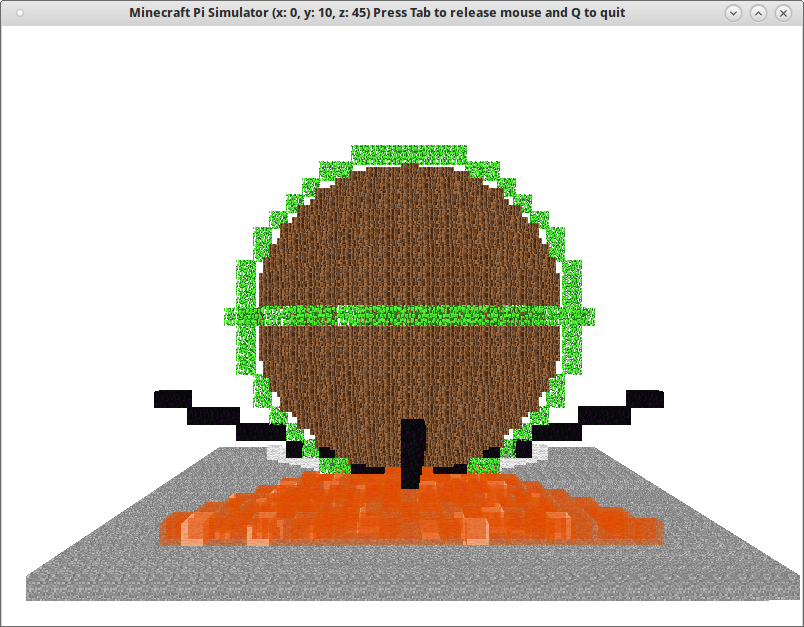 Minecraft Pi Simulator (x: 0, y: 10, z: 45) Press Tab to release mouse and Q to quit